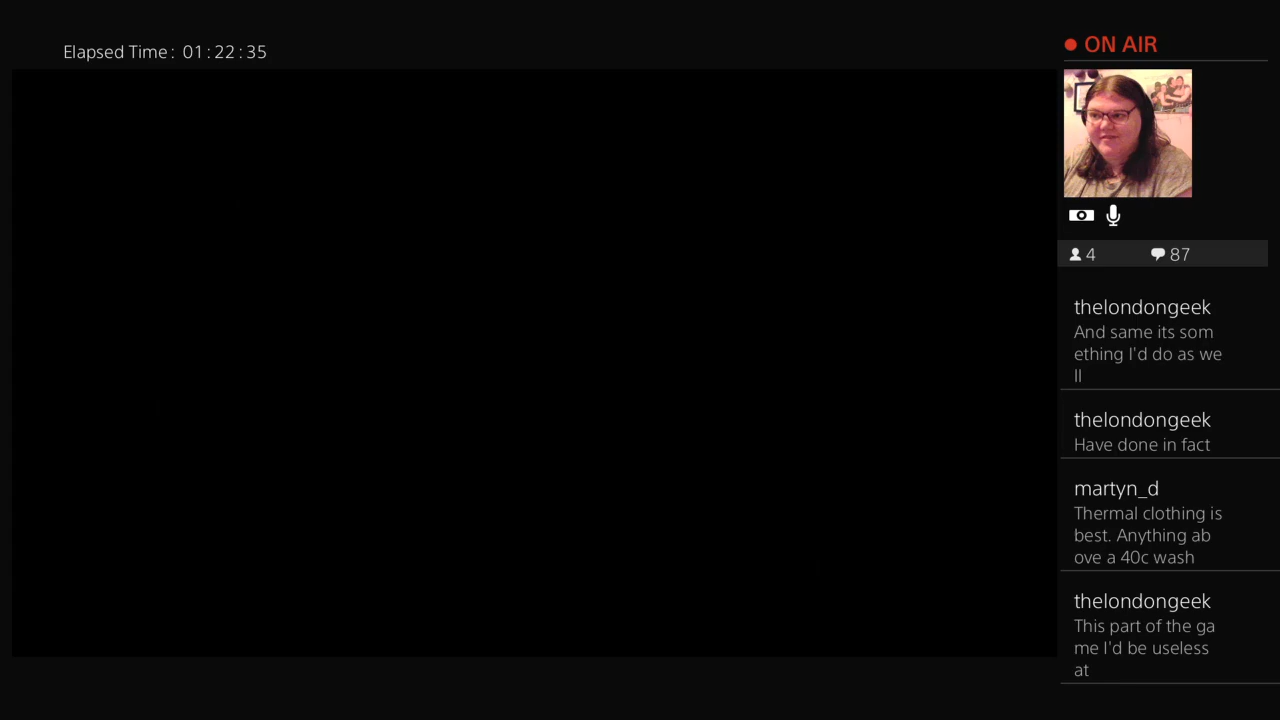 Elapsed Time: 01:22:35
ON AIR
4 87
thelondongeek
And same its som
ething I'd do as we
ll
thelondongeek
Have done in fact
martyn_d
Thermal clothing is
best. Anything ab
ove a 40c wash
thelondongeek
This part of the ga
me I'd be useless
at